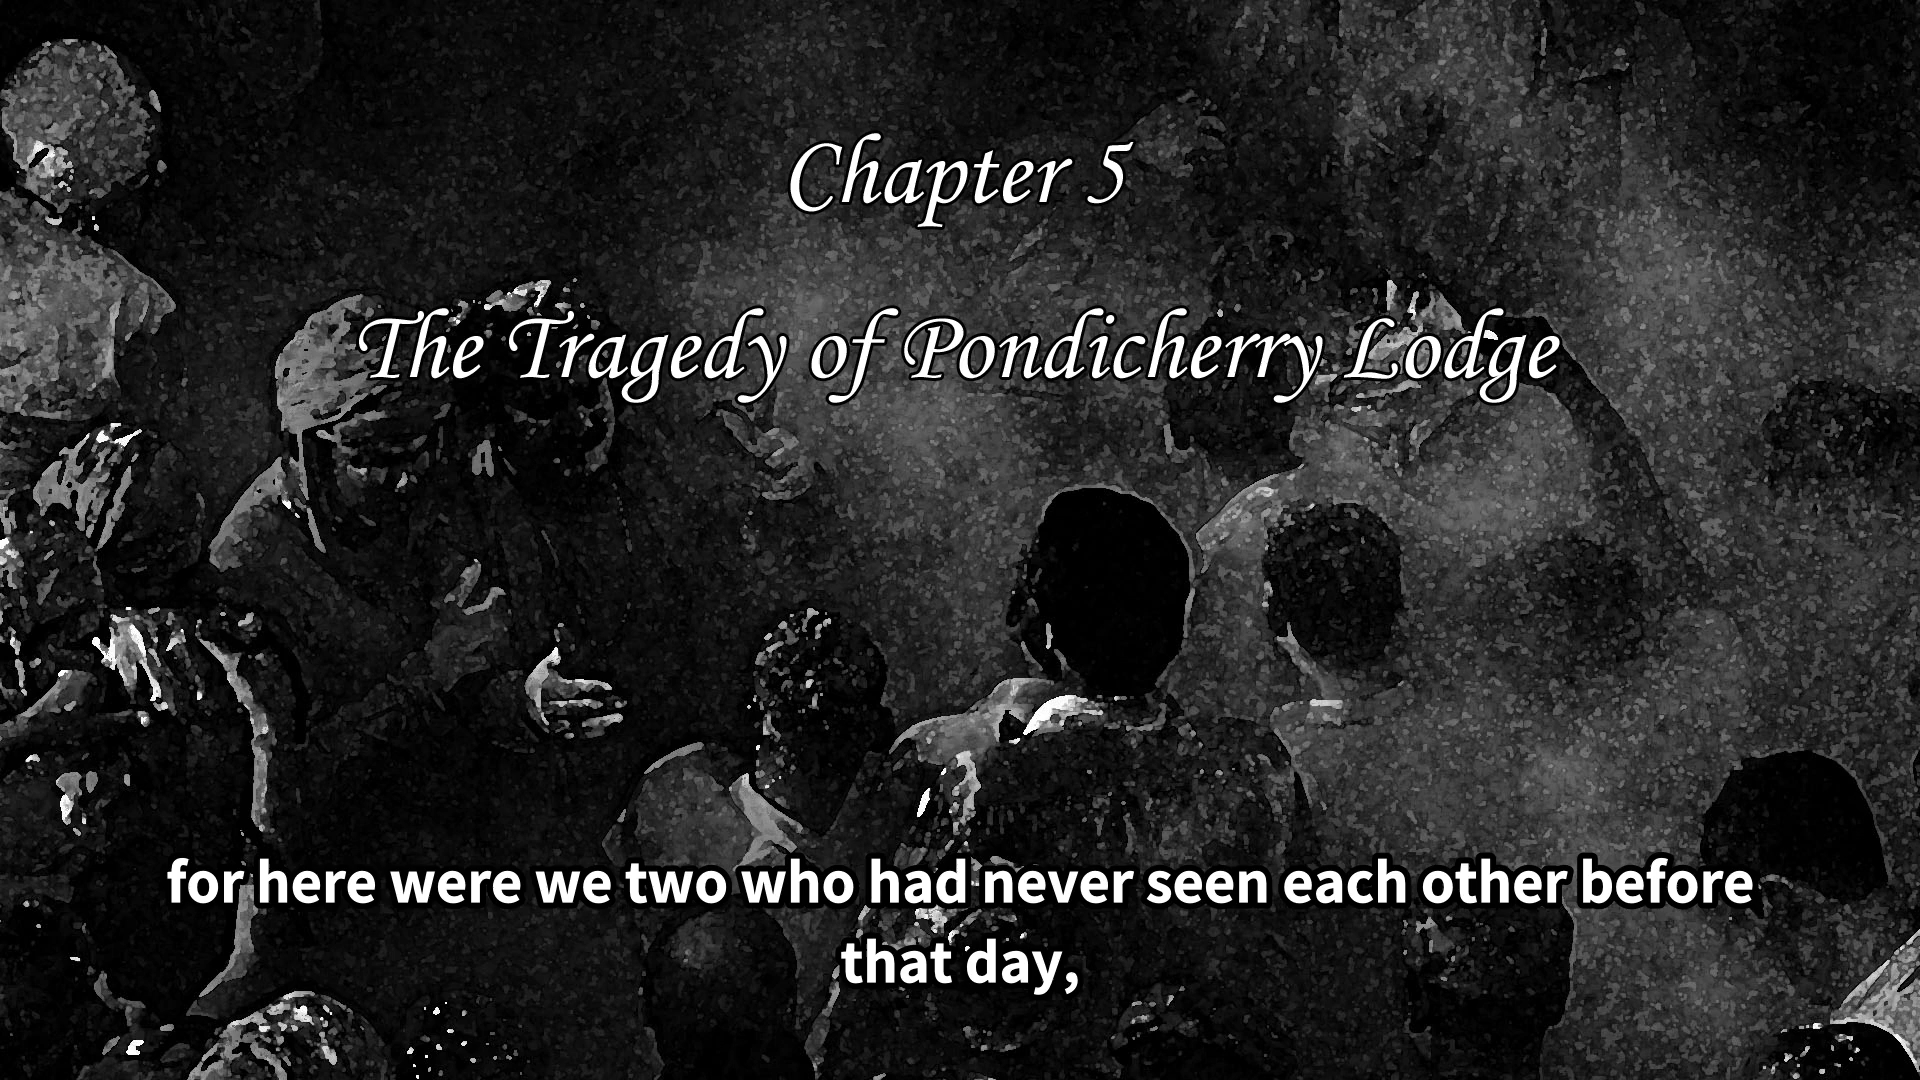 Chapter 5
The Tragedy of Pondicherry Lodge
for here were we two who had never seen each other before
that day,